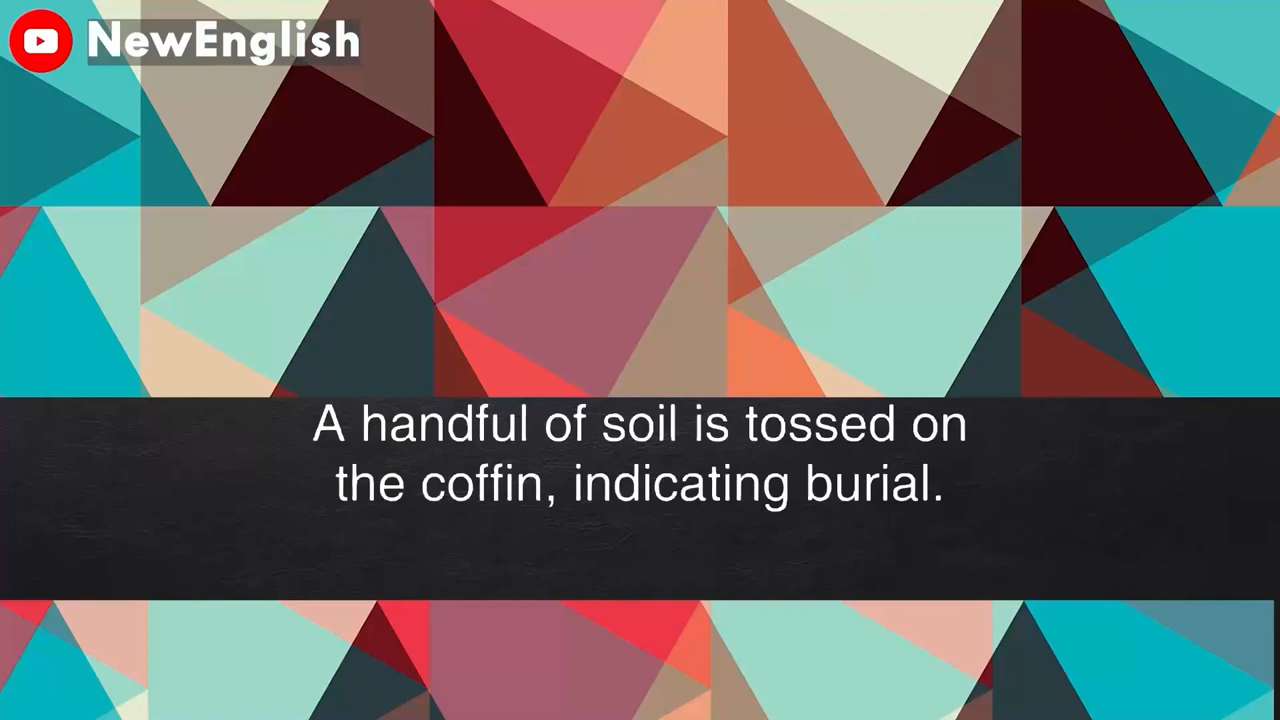 NewEnglish
A handful of soil is tossed on
the coffin, indicating burial.